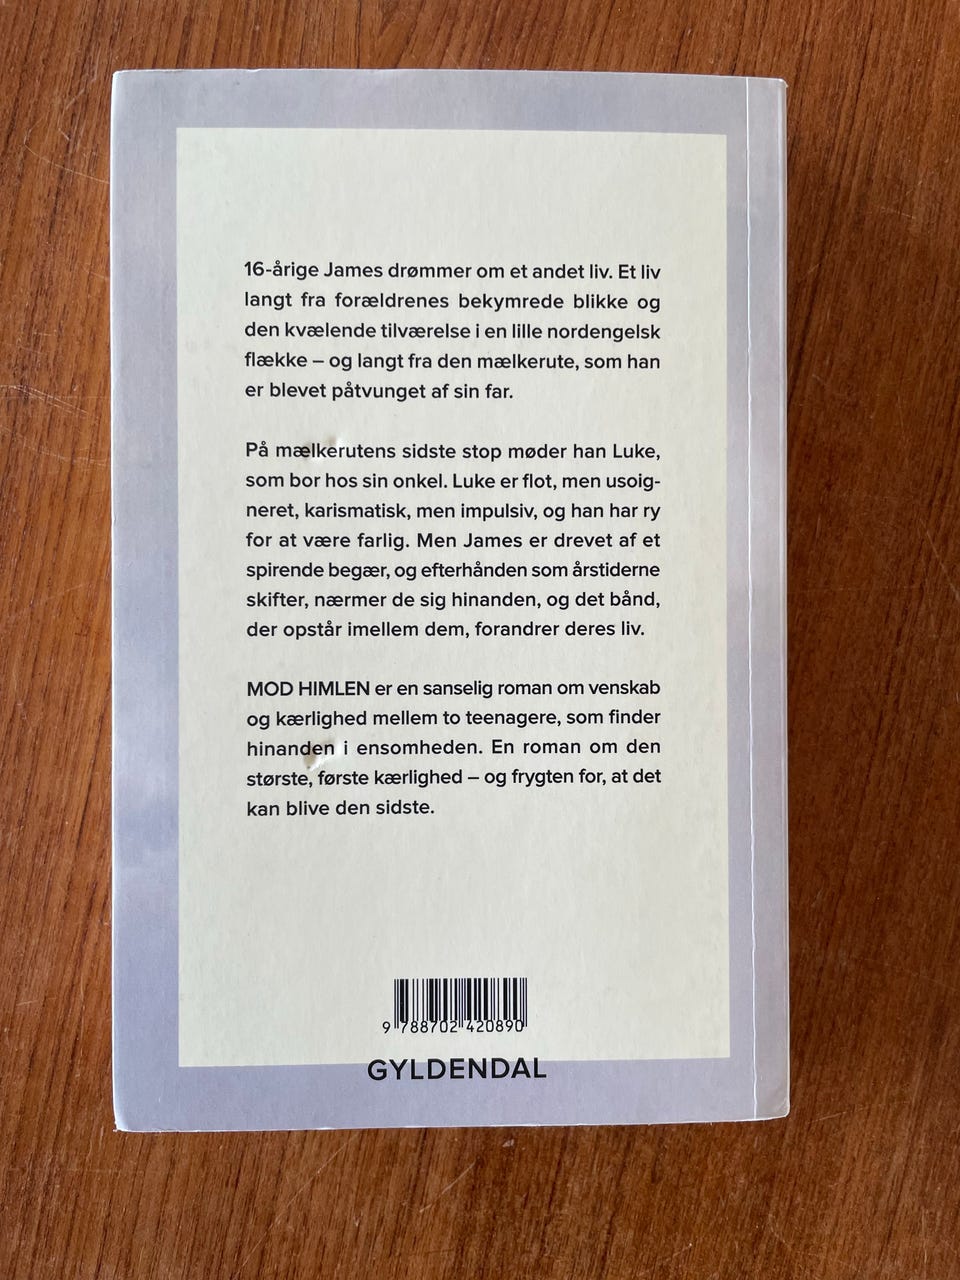 16-årige James drømmer om et andet liv. Et liv
langt fra forældrenes bekymrede blikke og
den kvælende tilværelse i en lille nordengelsk
flække – og langt fra den mælkerute, som han
er blevet påtvunget af sin far.
På mælkerutens sidste stop møder han Luke,
som bor hos sin onkel. Luke er flot, men usoig-
neret, karismatisk, men impulsiv, og han har ry
for at være farlig. Men James er drevet af et
spirende begær, og efterhånden som årstiderne
skifter, nærmer de sig hinanden, og det bånd,
der opstår imellem dem, forandrer deres liv.
MOD HIMLEN er en sanselig roman om venskab
og kærlighed mellem to teenagere, som finder
hinanden i ensomheden. En roman om den
største, første kærlighed – og frygten for, at det
kan blive den sidste.
9 788702 420890
GYLDENDAL